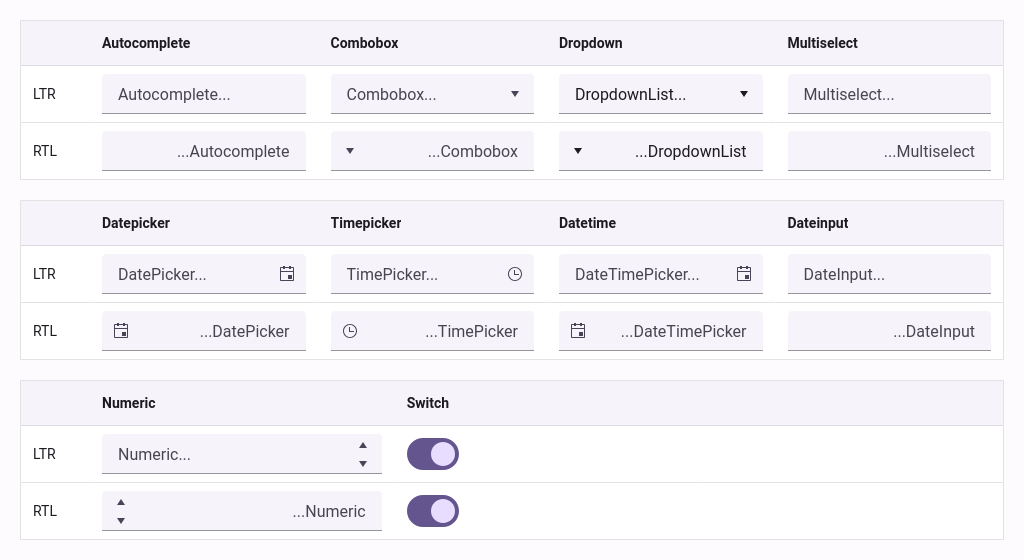 Autocomplete Combobox Dropdown Multiselect
LTR Autocomplete... Combobox... DropdownList... Multiselect...
RTL ...Autocomplete ...Combobox ...DropdownList ...Multiselect
Datepicker Timepicker Datetime Dateinput
LTR DatePicker... TimePicker... DateTimePicker... DateInput...
RTL ...DatePicker ...TimePicker ...DateTimePicker ...DateInput
Numeric Switch
LTR Numeric...
RTL ...Numeric